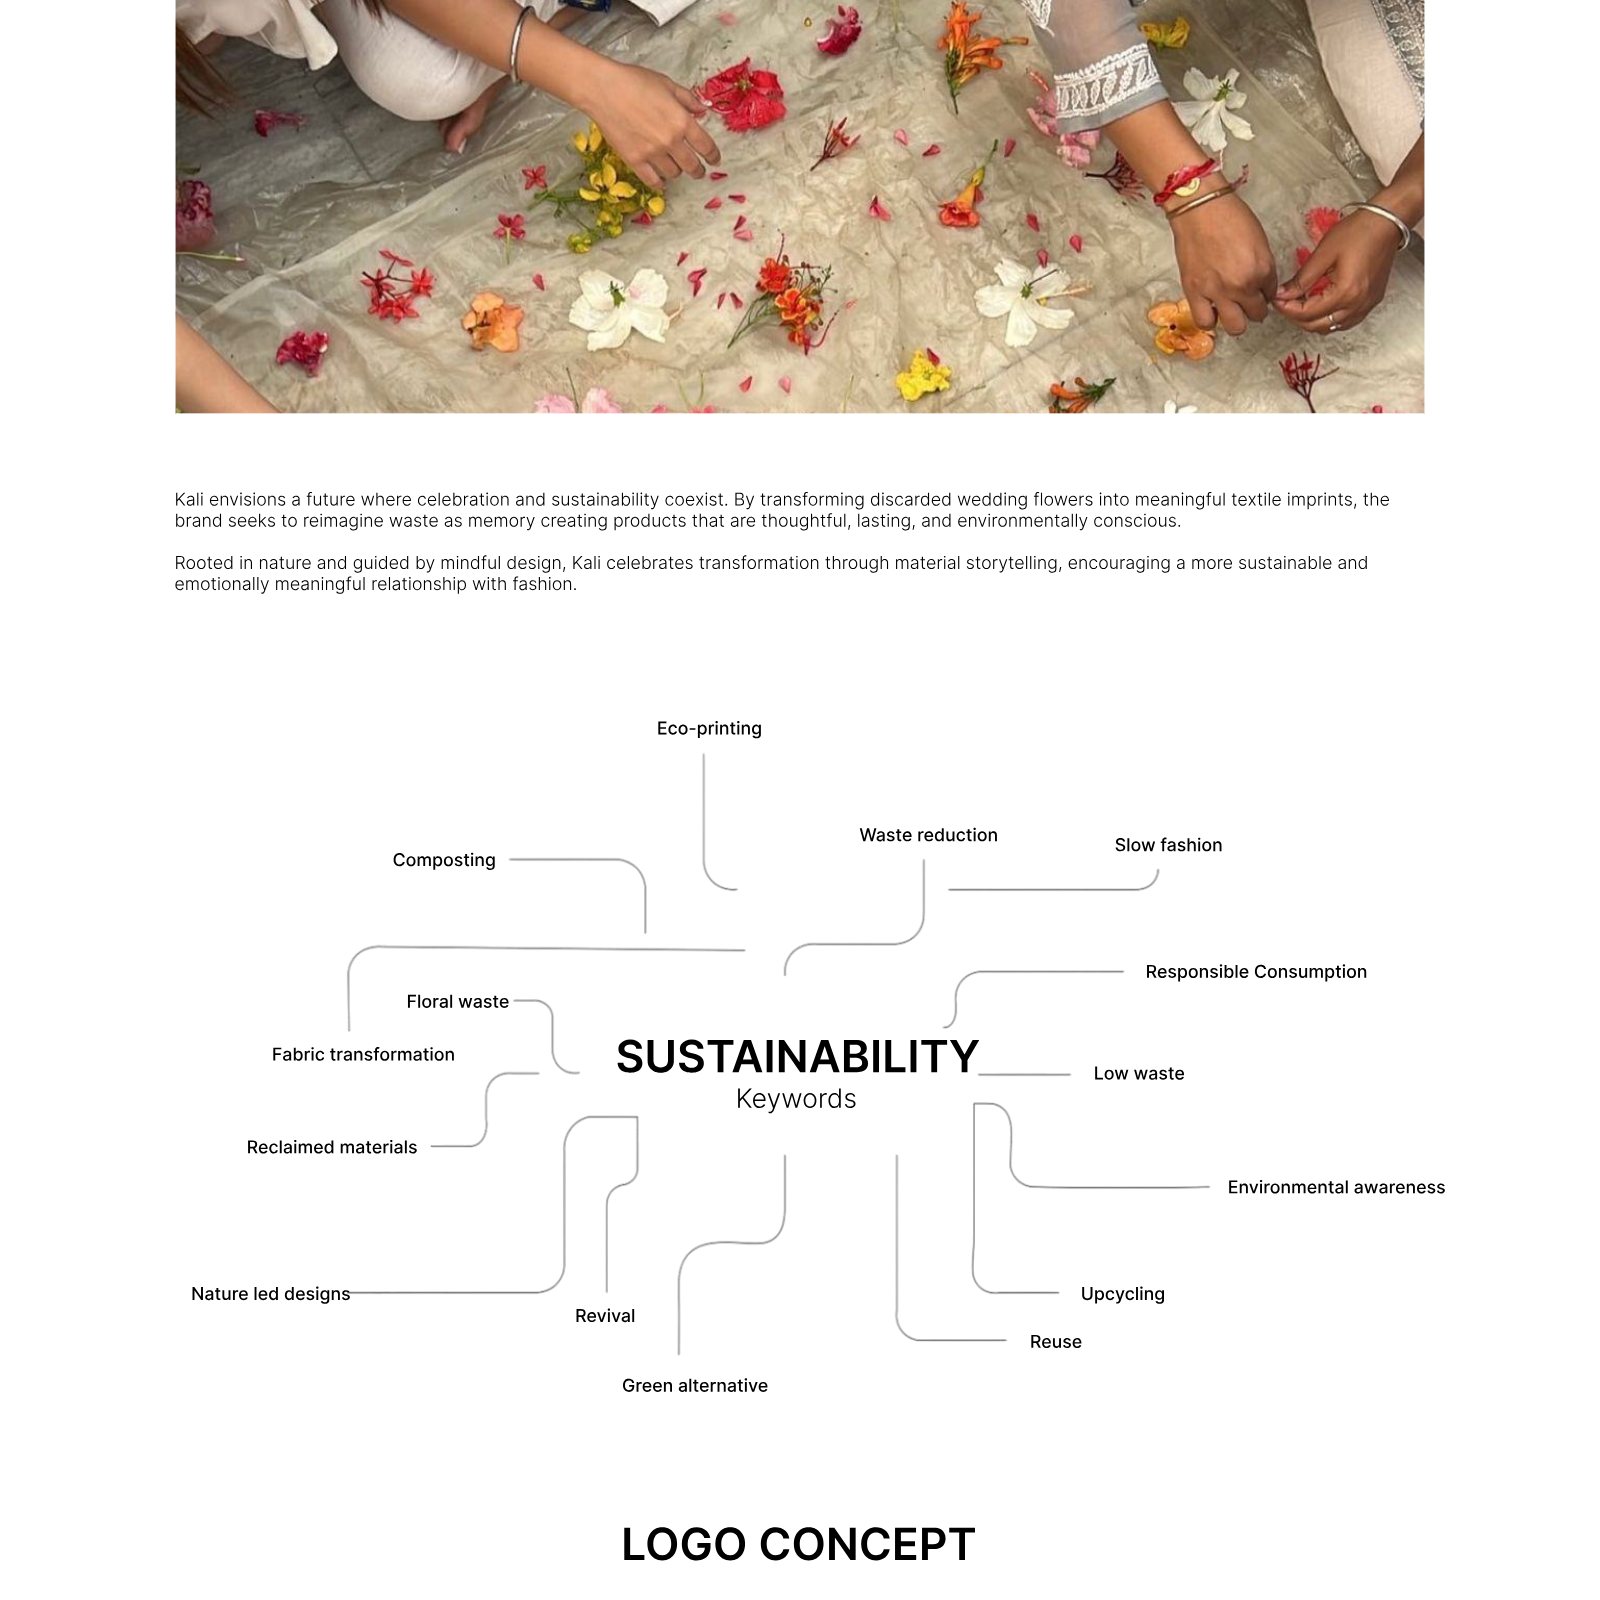 Kali envisions a future where celebration and sustainability coexist. By transforming discarded wedding flowers into meaningful textile imprints, the
brand seeks to reimagine waste as memory creating products that are thoughtful, lasting, and environmentally conscious.
Rooted in nature and guided by mindful design, Kali celebrates transformation through material storytelling, encouraging a more sustainable and
emotionally meaningful relationship with fashion.
Eco-printing
Waste reduction
Slow fashion
Composting
Responsible Consumption
Floral waste
Fabric transformation
SUSTAINABILITY
Keywords
Low waste
Reclaimed materials
Environmental awareness
Nature led designs
Revival
Upcycling
Reuse
Green alternative
LOGO CONCEPT